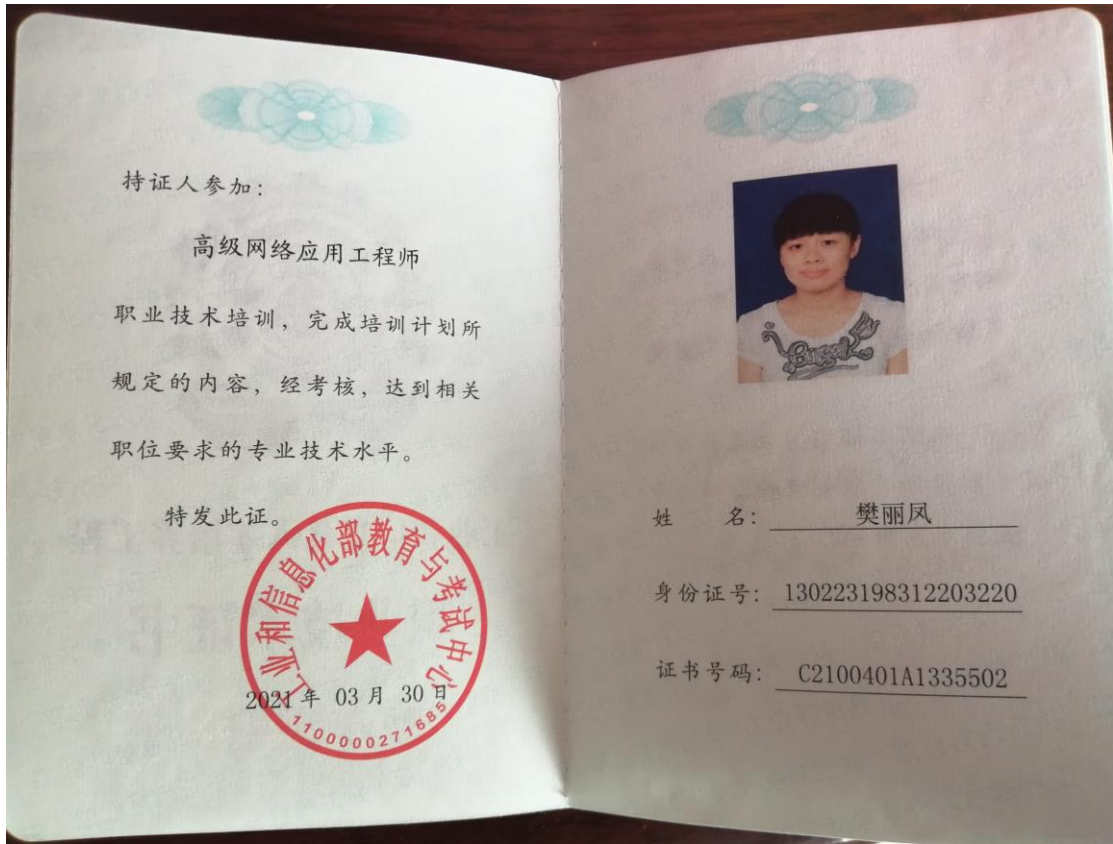 持证人参加：
高级网络应用工程师
职业技术培训，完成培训计划所
规定的内容，经考核，达到相关
职位要求的专业技术水平。
特发此证。
工业和信息化部教育与考试中心
2021 年 03 月 30 日
1100000271685
姓 名： 樊丽凤
身份证号： 130223198312203220
证书号码： C2100401A1335502